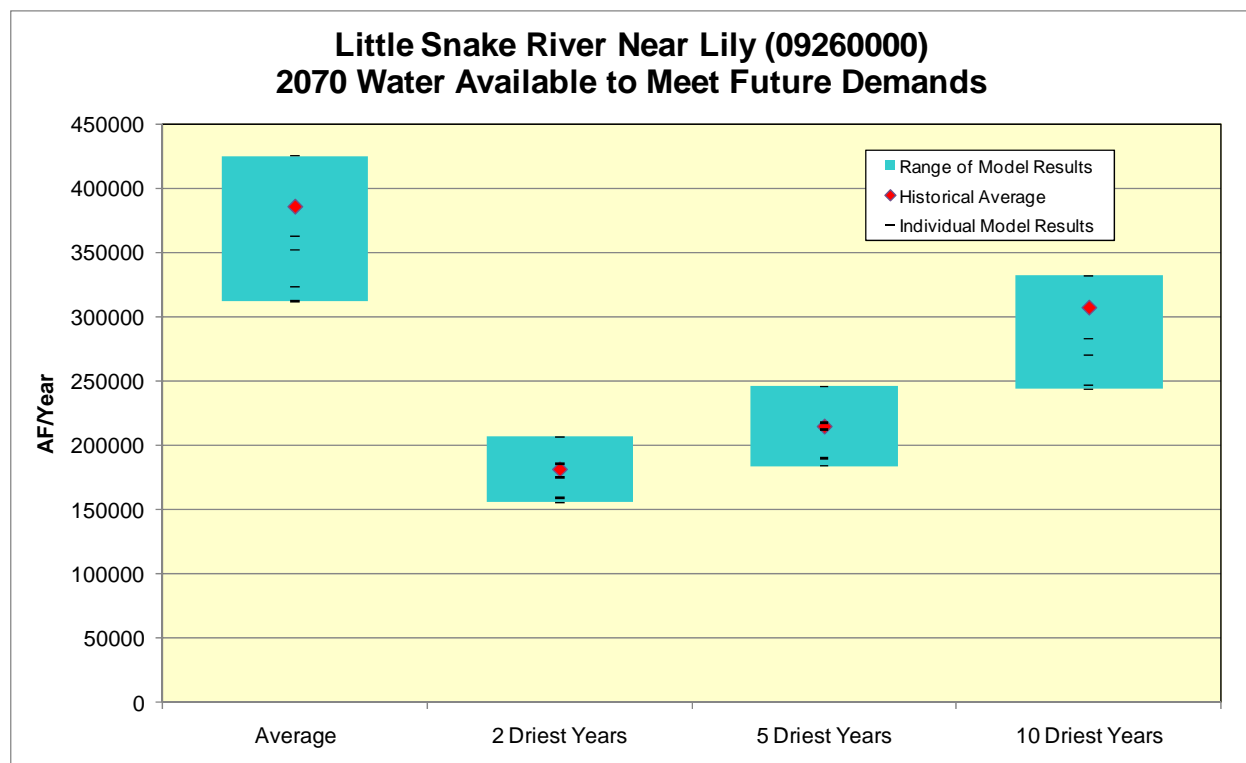 Little Snake River Near Lily (09260000)
2070 Water Available to Meet Future Demands
450000
400000
350000
300000
250000
200000
150000
100000
50000
0
AF/Year
Range of Model Results
Historical Average
Individual Model Results
Average
2 Driest Years
5 Driest Years
10 Driest Years